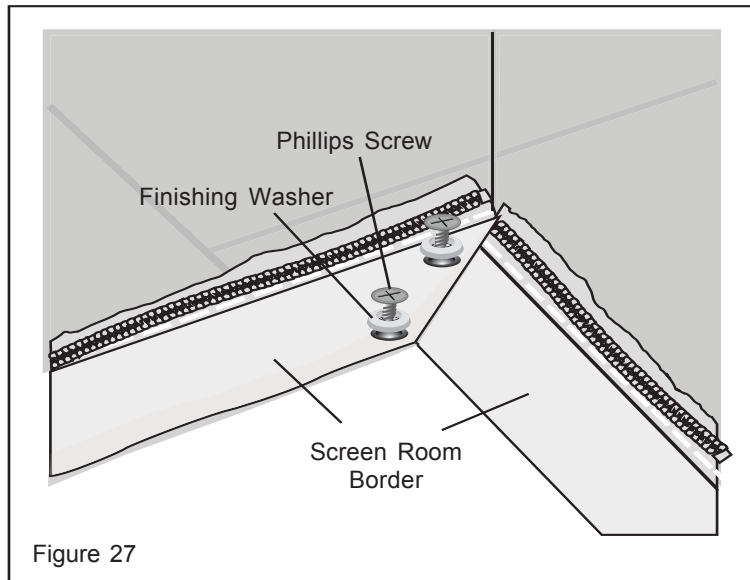 Phillips Screw
Finishing Washer
Screen Room
Border
Figure 27